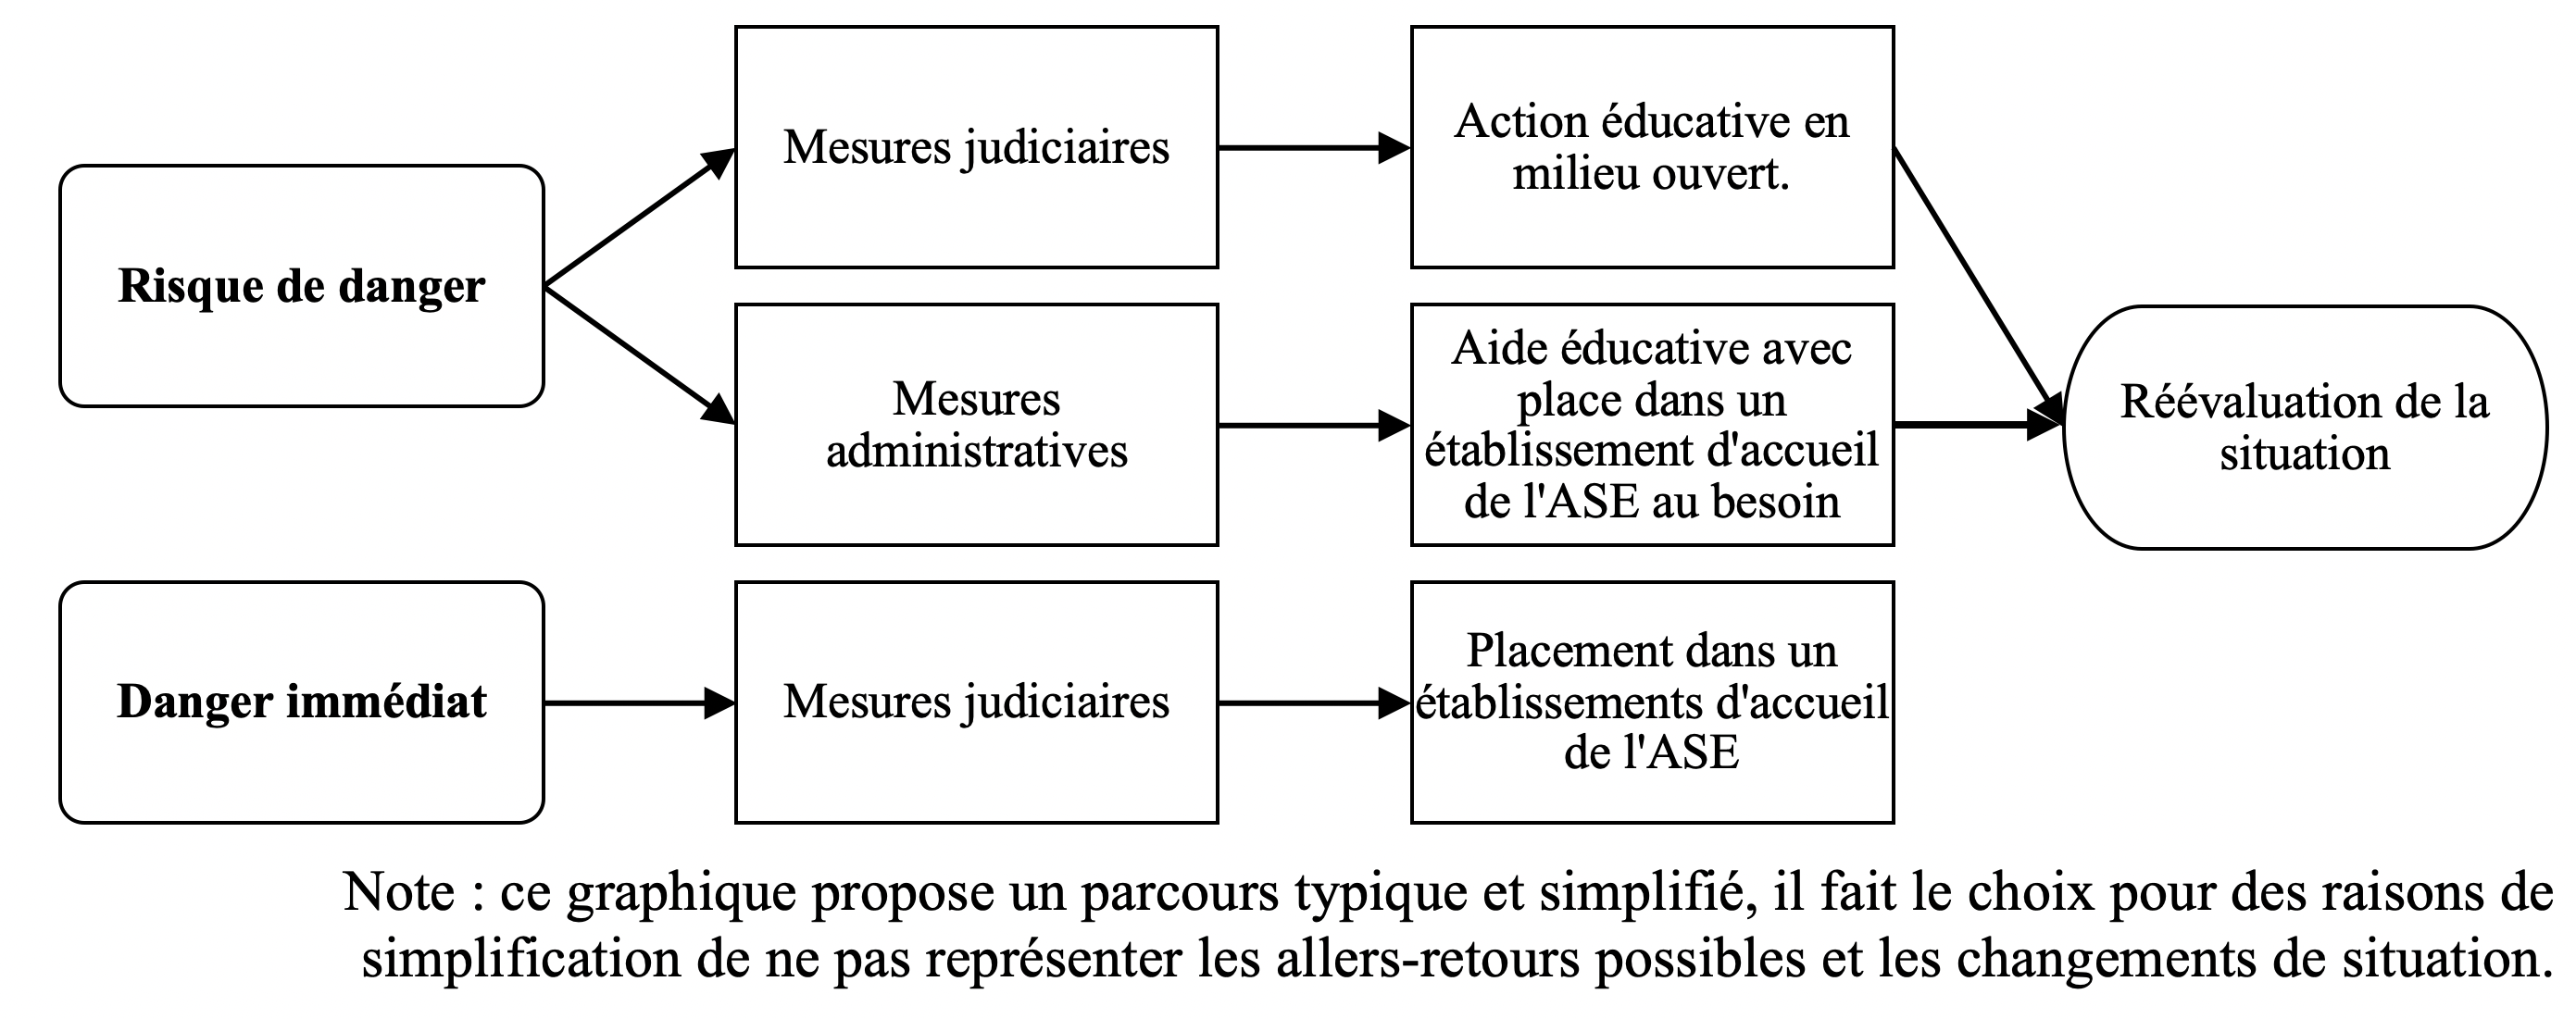 Risque de danger
Mesures judiciaires
Action éducative en
milieu ouvert.
Mesures
administratives
Aide éducative avec
place dans un
établissement d'accueil
de l'ASE au besoin
Réévaluation de la
situation
Danger immédiat
Mesures judiciaires
Placement dans un
établissements d'accueil
de l'ASE
Note : ce graphique propose un parcours typique et simplifié, il fait le choix pour des raisons de
simplification de ne pas représenter les allers-retours possibles et les changements de situation.